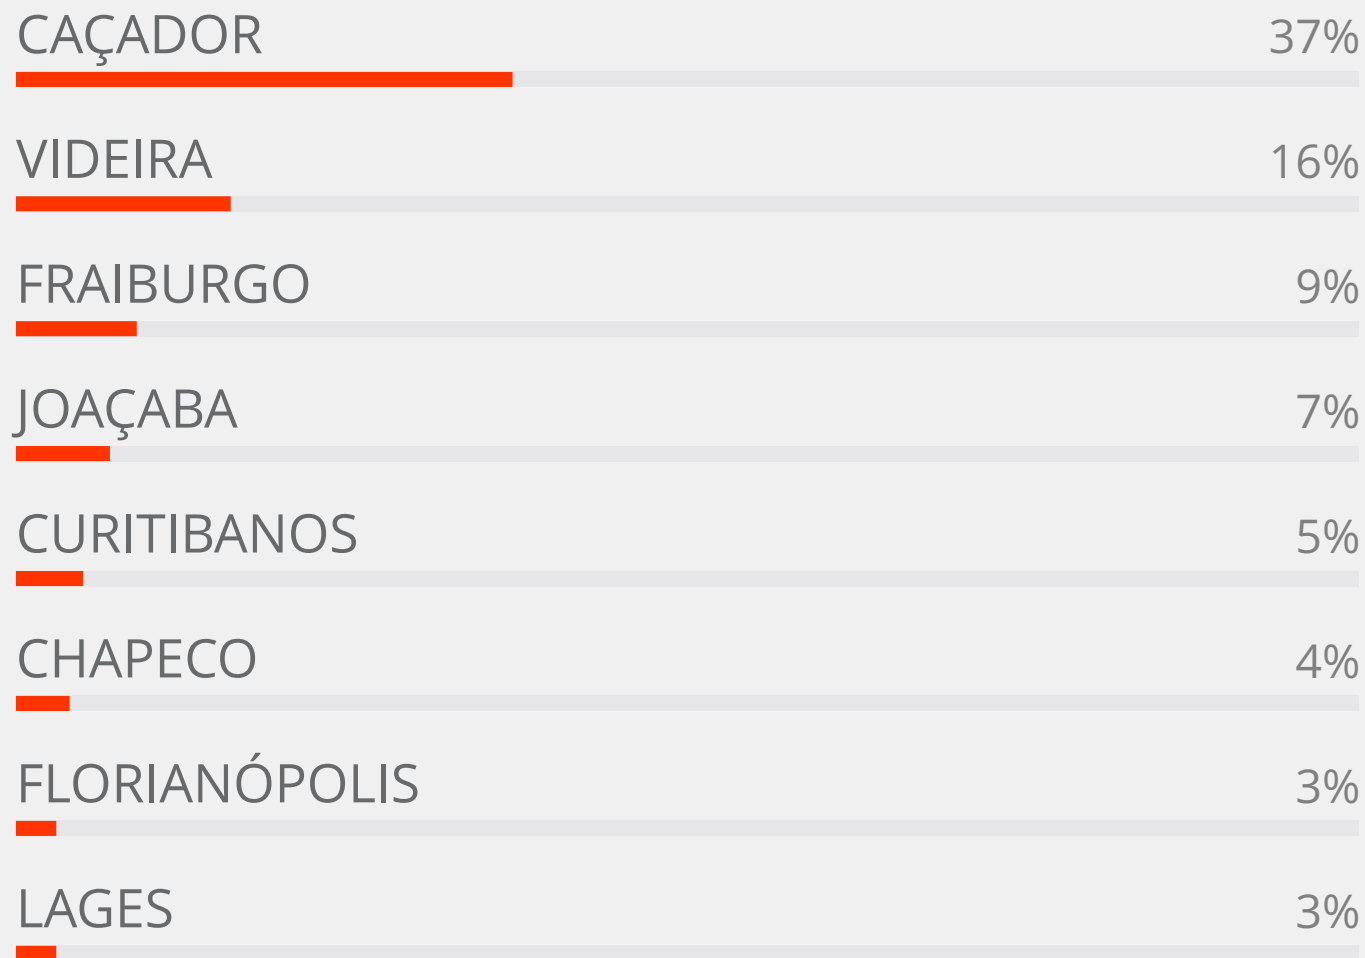 CAÇADOR 37%
VIDEIRA 16%
FRAIBURGO 9%
JOAÇABA 7%
CURITIBANOS 5%
CHAPECO 4%
FLORIANÓPOLIS 3%
LAGES 3%